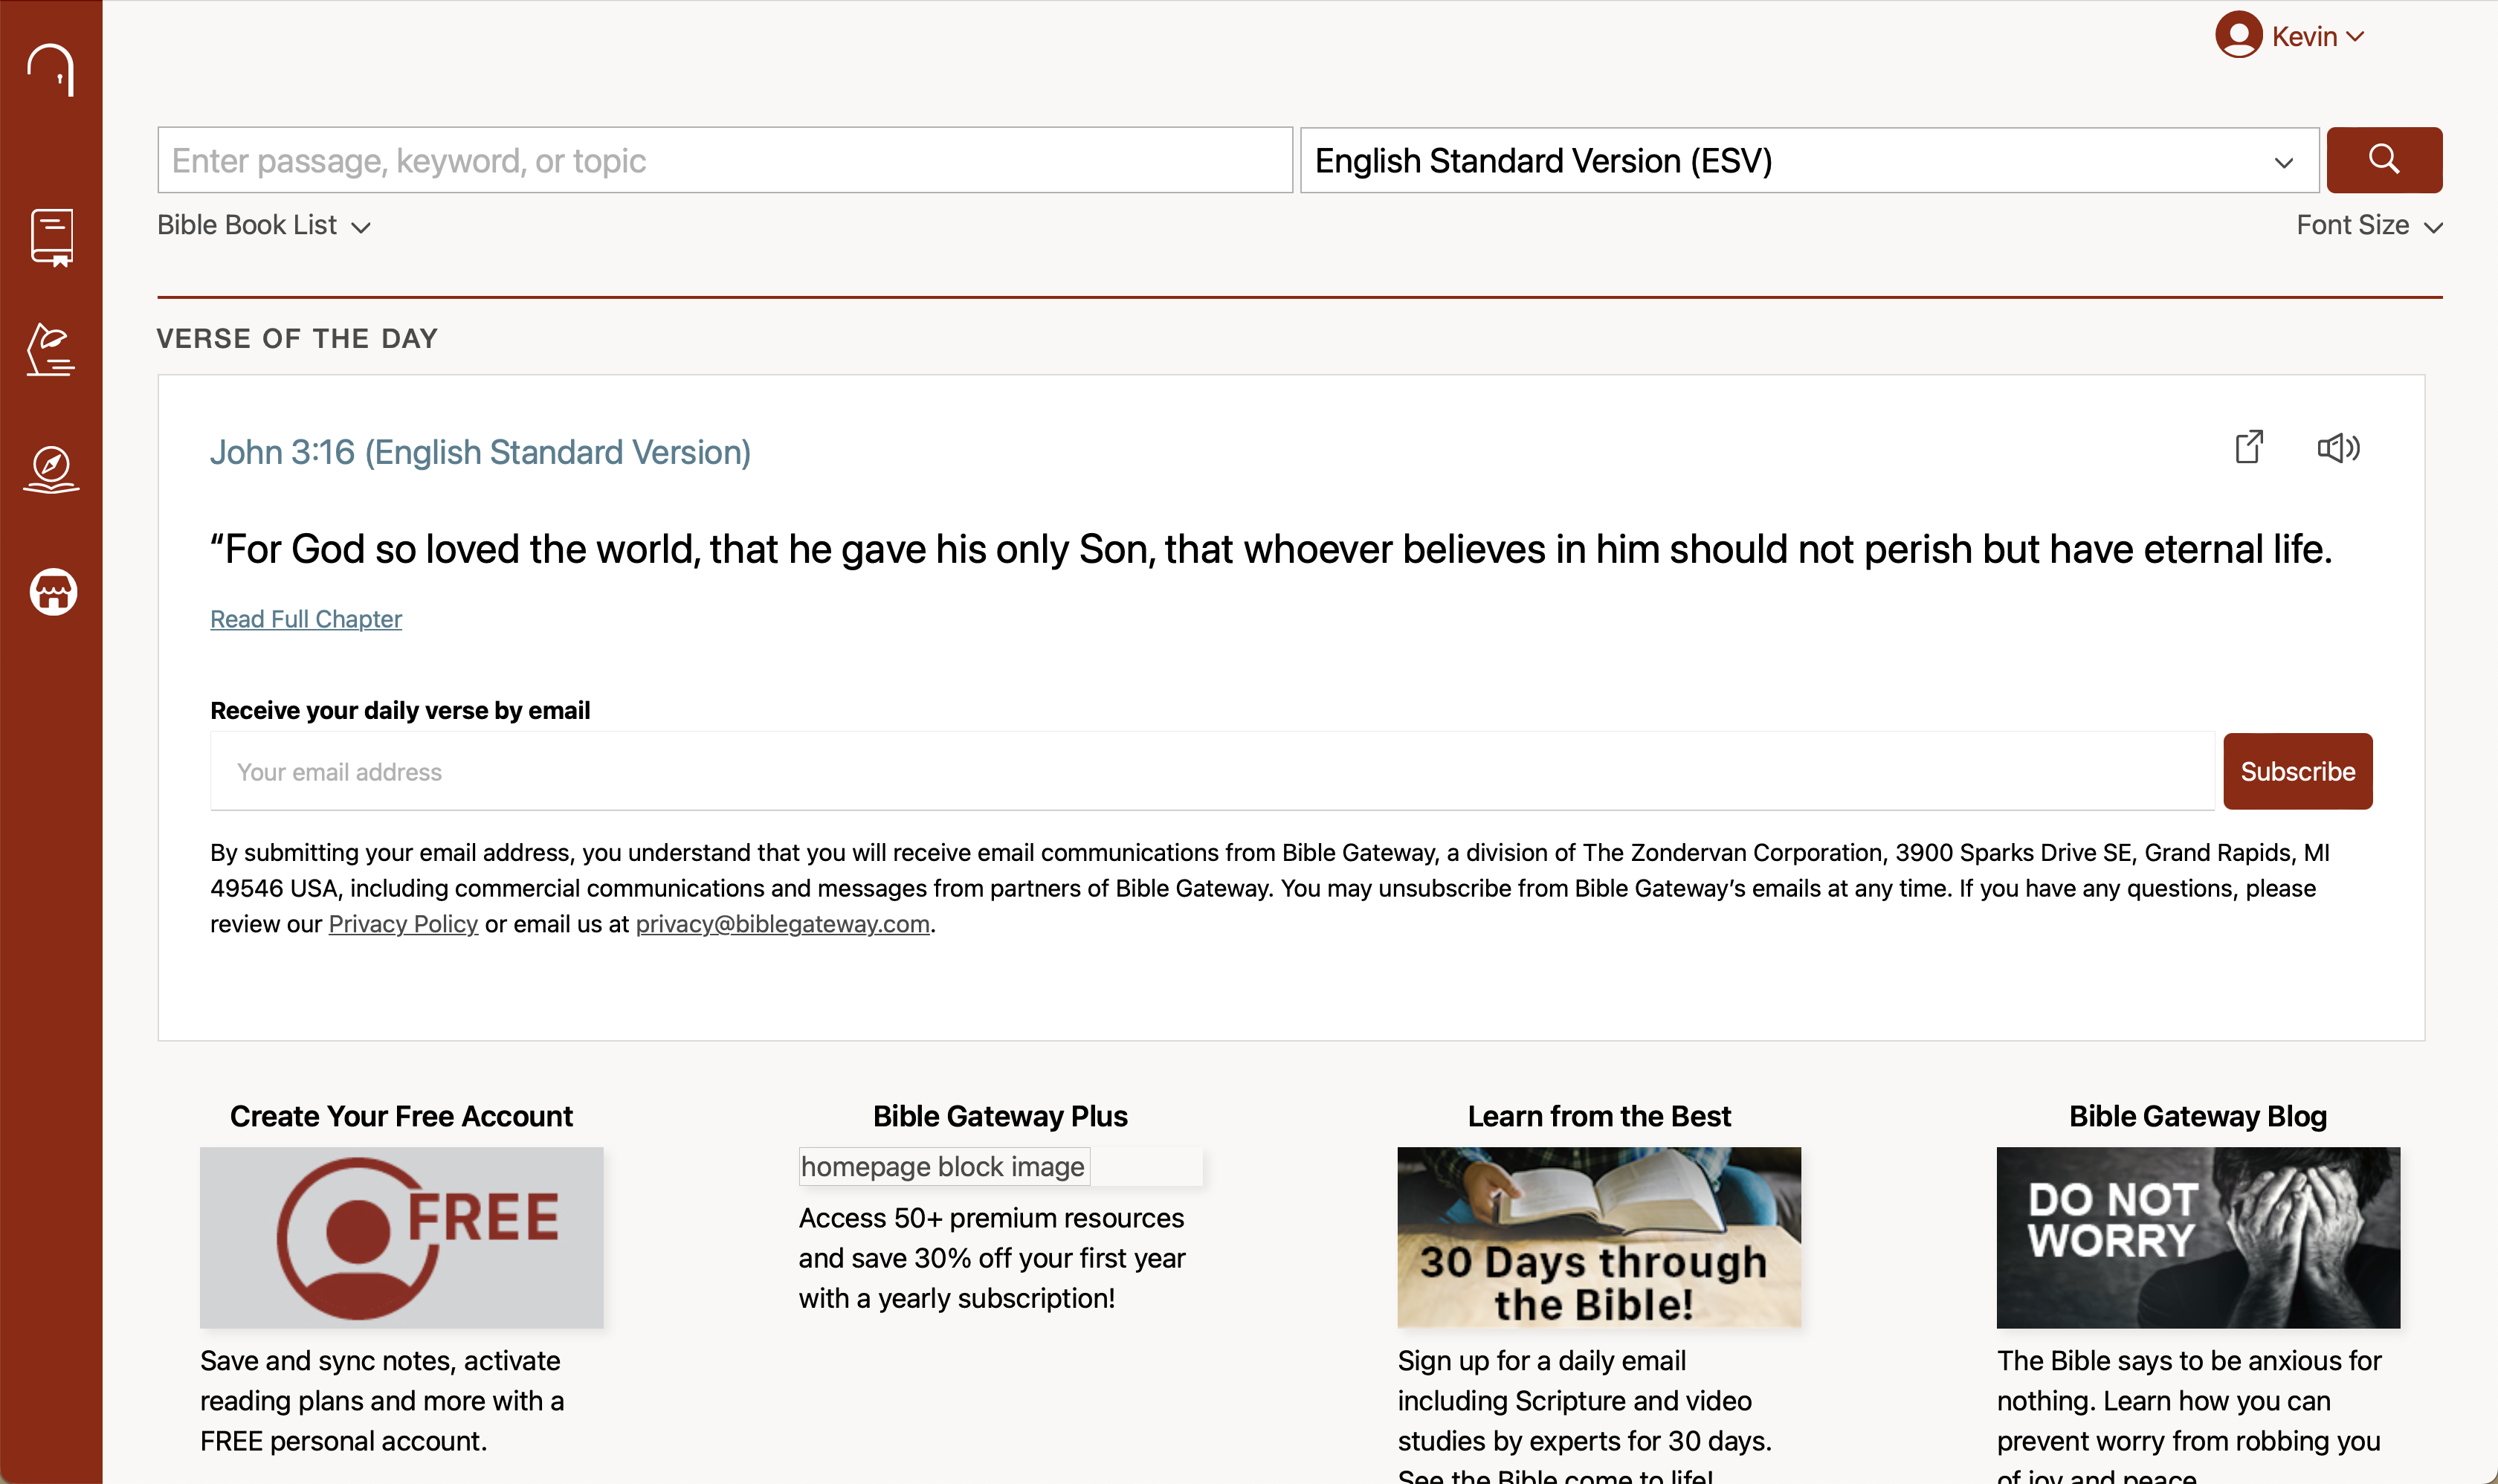 Kevin
Enter passage, keyword, or topic
English Standard Version (ESV)
Bible Book List
Font Size
VERSE OF THE DAY
John 3:16 (English Standard Version)
“For God so loved the world, that he gave his only Son, that whoever believes in him should not perish but have eternal life.
Read Full Chapter
Receive your daily verse by email
Your email address
Subscribe
By submitting your email address, you understand that you will receive email communications from Bible Gateway, a division of The Zondervan Corporation, 3900 Sparks Drive SE, Grand Rapids, MI
49546 USA, including commercial communications and messages from partners of Bible Gateway. You may unsubscribe from Bible Gateway’s emails at any time. If you have any questions, please
review our Privacy Policy or email us at privacy@biblegateway.com.
Create Your Free Account
FREE
Save and sync notes, activate
reading plans and more with a
FREE personal account.
Bible Gateway Plus
homepage block image
Access 50+ premium resources
and save 30% off your first year
with a yearly subscription!
Learn from the Best
30 Days through
the Bible!
Sign up for a daily email
including Scripture and video
studies by experts for 30 days.
See the Bible come to life!
Bible Gateway Blog
DO NOT
WORRY
The Bible says to be anxious for
nothing. Learn how you can
prevent worry from robbing you
of joy and peace